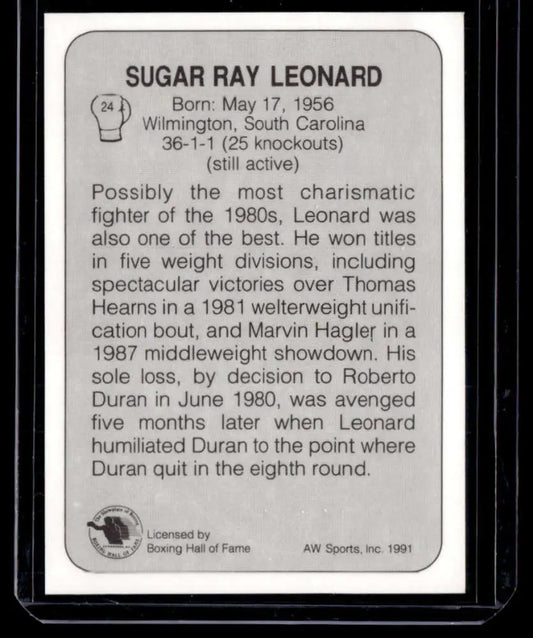 SUGAR RAY LEONARD
24
Born: May 17, 1956
Wilmington, South Carolina
36-1-1 (25 knockouts)
(still active)
Possibly the most charismatic
fighter of the 1980s, Leonard was
also one of the best. He won titles
in five weight divisions, including
spectacular victories over Thomas
Hearns in a 1981 welterweight unifi-
cation bout, and Marvin Hagler in a
1987 middleweight showdown. His
sole loss, by decision to Roberto
Duran in June 1980, was avenged
five months later when Leonard
humiliated Duran to the point where
Duran quit in the eighth round.
BOXING HALL OF FAME
Licensed by
Boxing Hall of Fame
AW Sports, Inc. 1991